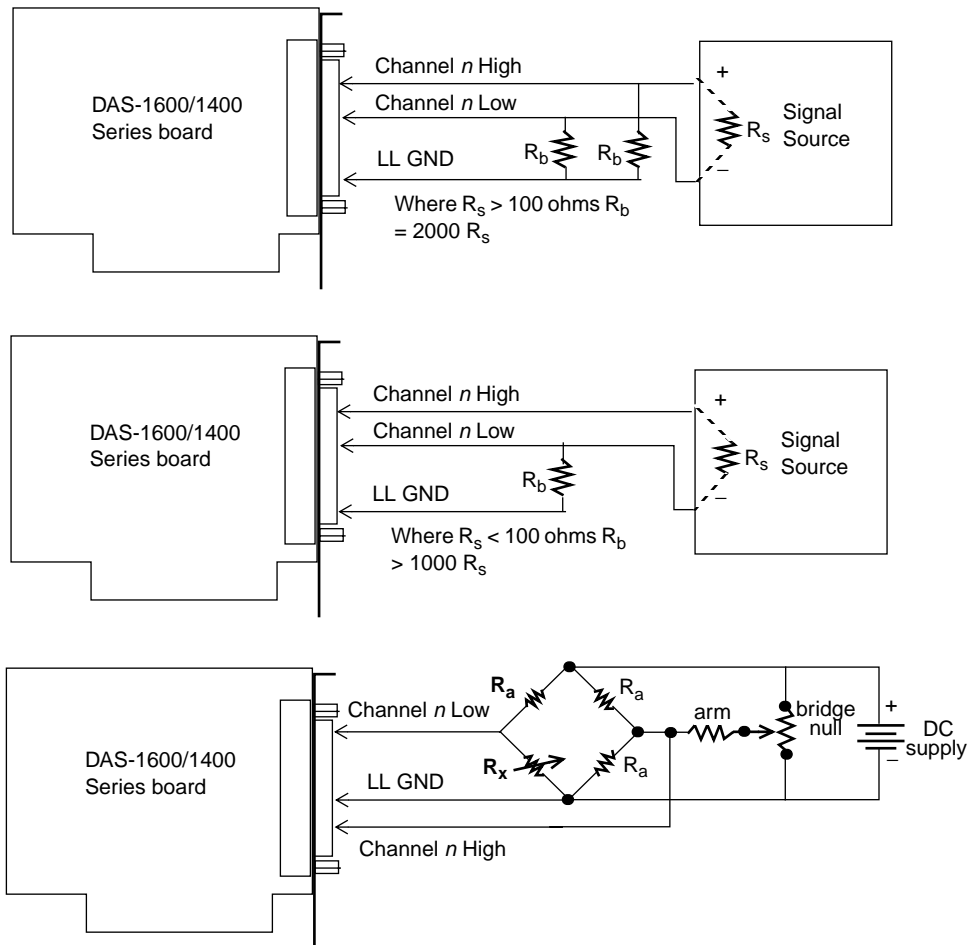 Channel n High
DAS-1600/1400
Series board
Channel n Low
LL GND
Rb
Rb
+
Rs
−
Signal
Source
Where Rs > 100 ohms Rb
= 2000 Rs
Channel n High
DAS-1600/1400
Series board
Channel n Low
LL GND
Rb
+
Rs
−
Signal
Source
Where Rs < 100 ohms Rb
> 1000 Rs
DAS-1600/1400
Series board
Channel n Low
LL GND
Channel n High
Ra
Ra
Rx
Ra
arm
bridge
null
+
−
DC
supply